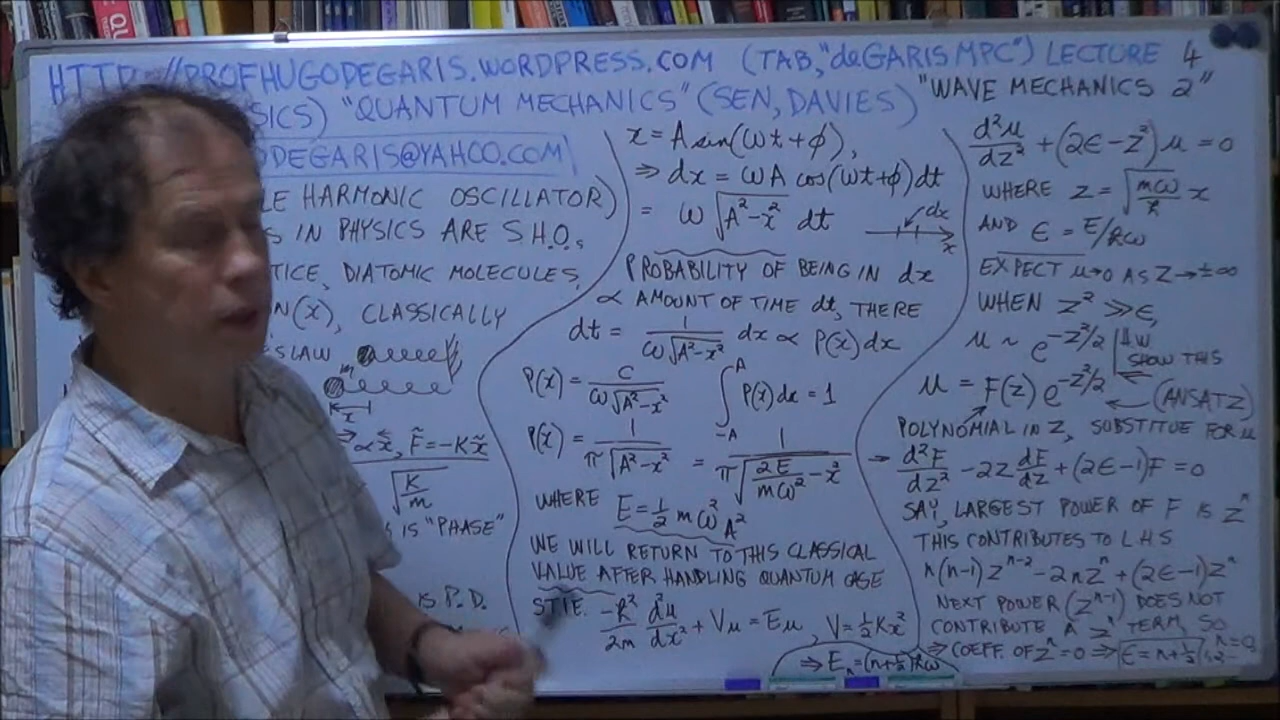 HTTP://PROFHUGODEGARIS.WORDPRESS.COM (TAB, "deGARIS MPC") LECTURE 4
SICS) "QUANTUM MECHANICS" (SEN, DAVIES) "WAVE MECHANICS 2"
ODEGARIS@YAHOO.COM
LE HARMONIC OSCILLATOR)
S IN PHYSICS ARE S.H.O.s
TICE, DIATOMIC MOLECULES,
N(x), CLASSICALLY
'S LAW
m
x
∝ x̃, F̃ = -Kx̃
√(K/m)
S IS "PHASE"
IS P.D.
x = A sin(ωt+ϕ),
⇒ dx = ωA cos(ωt+ϕ)dt
= ω√(A²-x²) dt
dx
x
PROBABILITY OF BEING IN dx
∝ AMOUNT OF TIME dt, THERE
dt = 1/(ω√(A²-x²)) dx ∝ P(x)dx
P(x) = C/(ω√(A²-x²)) ∫_{-A}^{A} P(x)dx = 1
P(x) = 1/(π√(A²-x²)) = 1/(π√(2E/(mω²)-x²))
WHERE E = ½ mω²A²
WE WILL RETURN TO THIS CLASSICAL
VALUE AFTER HANDLING QUANTUM CASE
STIE. -ℏ²/2m d²u/dx² + Vu = Eu, V = ½Kx²
⇒ Eₙ = (n+½)ℏω
d²u/dz² + (2ϵ-z²)u = 0
WHERE z = √(mω/ℏ) x
AND ϵ = E/ℏω
EXPECT u→0 AS z→±∞
WHEN z² ≫ ϵ,
u ~ e^(-z²/2) HW
SHOW THIS
u = F(z) e^(-z²/2) (ANSATZ)
POLYNOMIAL IN Z, SUBSTITUE FOR u
⇒ d²F/dz² - 2z dF/dz + (2ϵ-1)F = 0
SAY, LARGEST POWER OF F IS zⁿ
THIS CONTRIBUTES TO LHS
n(n-1)zⁿ⁻² - 2nzⁿ + (2ϵ-1)zⁿ
NEXT POWER (zⁿ⁻¹) DOES NOT
CONTRIBUTE A zⁿ TERM, SO
⇒ COEFF. OF zⁿ = 0 ⇒ ϵ = n+½, n=0,